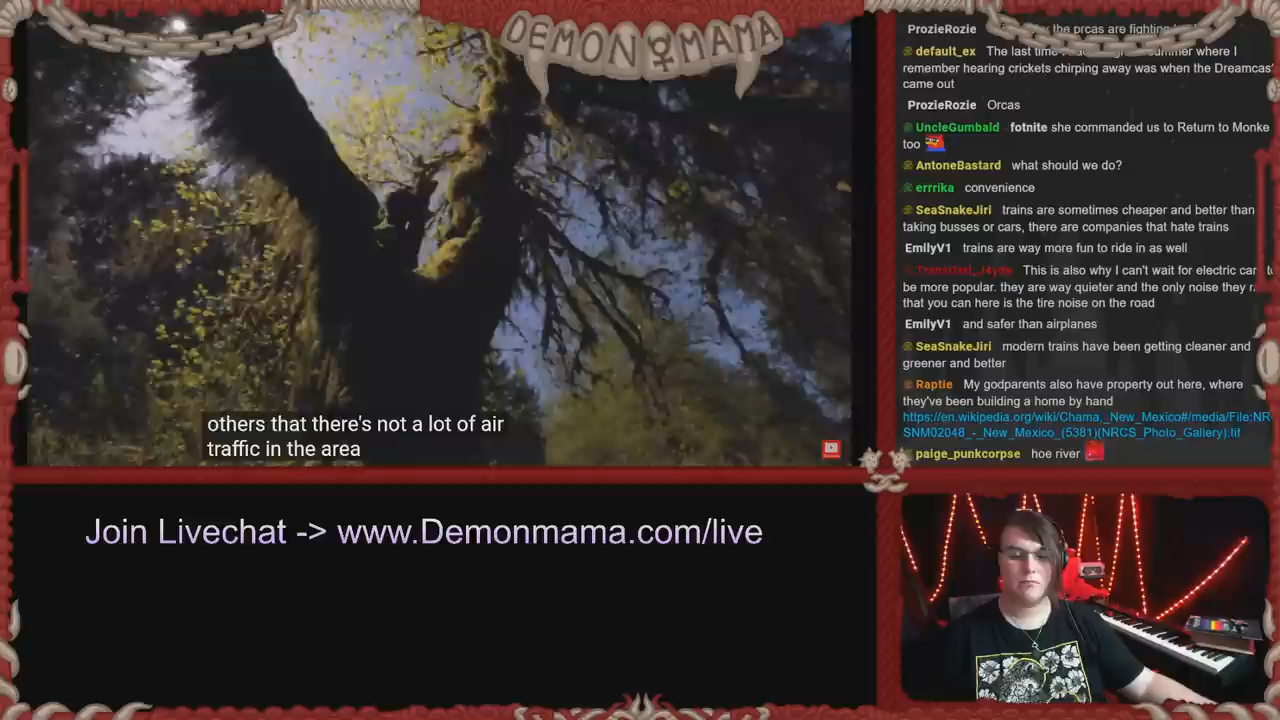 DEMON MAMA
others that there's not a lot of air
traffic in the area
Join Livechat -> www.Demonmama.com/live
ProzieRozie the prcas are fighting
default_ex The last time summer where I
remember hearing crickets chirping away was when the Dreamcast
came out
ProzieRozie Orcas
UncleGumbald fotnite she commanded us to Return to Monke
too
AntoneBastard what should we do?
errrika convenience
SeaSnakeJiri trains are sometimes cheaper and better than
taking busses or cars, there are companies that hate trains
EmilyV1 trains are way more fun to ride in as well
This is also why I can't wait for electric car
be more popular. they are way quieter and the only noise they
that you can here is the tire noise on the road
EmilyV1 and safer than airplanes
SeaSnakeJiri modern trains have been getting cleaner and
greener and better
Raptie My godparents also have property out here, where
they've been building a home by hand
https://en.wikipedia.org/wiki/Chama,_New_Mexico#/media/File:NR
SNM02048_-_New_Mexico_(5381)(NRCS_Photo_Gallery).tif
paige_punkcorpse hoe river